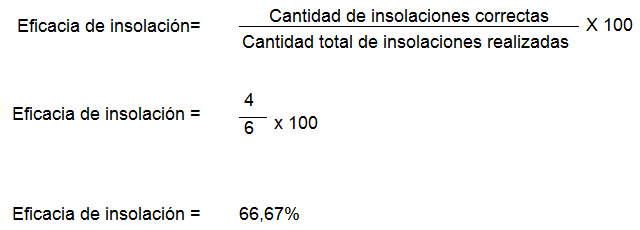 Eficacia de insolación= Cantidad de insolaciones correctas X 100
Cantidad total de insolaciones realizadas
Eficacia de insolación = 4 x 100
6
Eficacia de insolación = 66,67%